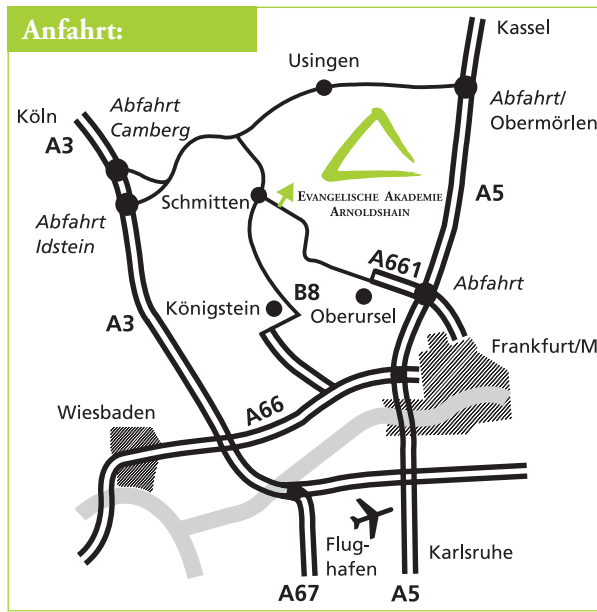 Anfahrt:
Kassel
Usingen
Abfahrt
Camberg
Köln
A3
Abfahrt/
Obermörlen
Schmitten
EVANGELISCHE AKADEMIE
ARNOLDSHAIN
A5
Abfahrt
Idstein
A661
Abfahrt
B8
Königstein
Oberursel
A3
Frankfurt/M
Wiesbaden
A66
Flug-
hafen
Karlsruhe
A67
A5